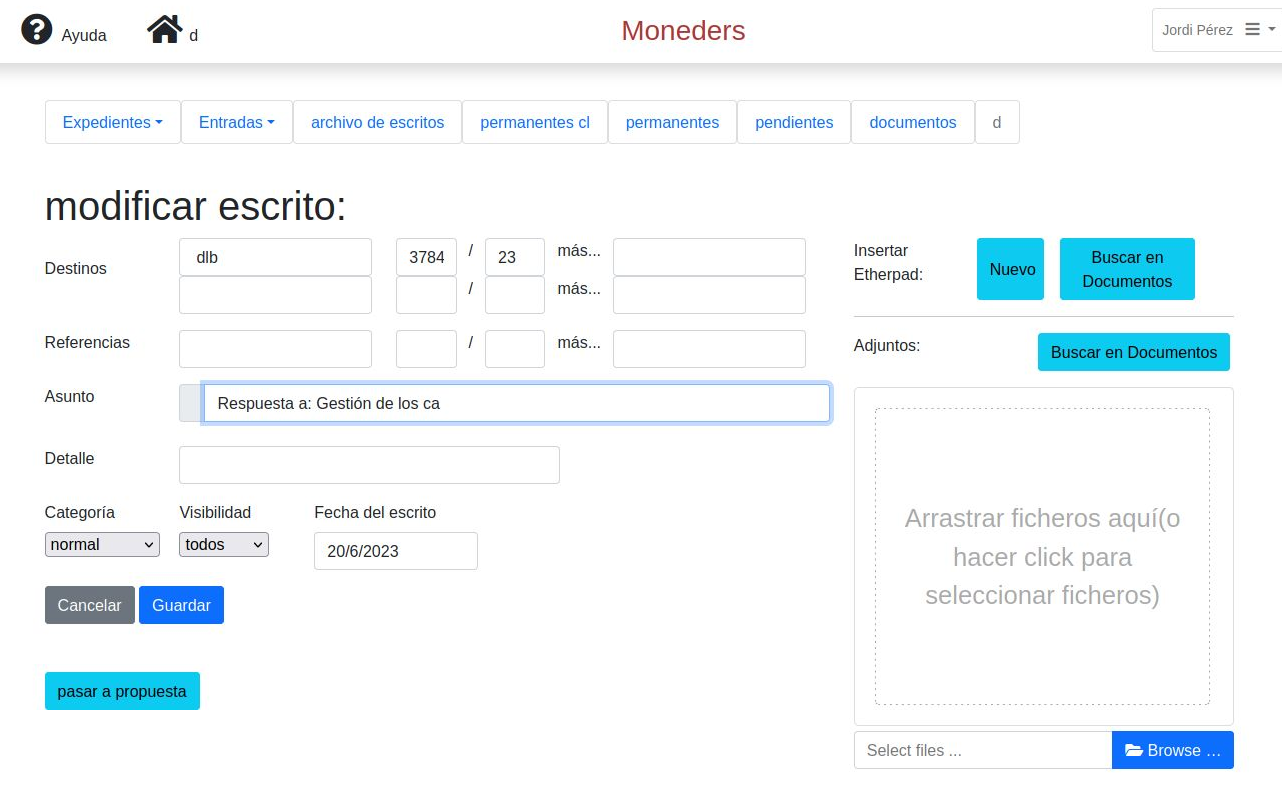 Ayuda d Moneders Jordi Pérez
Expedientes Entradas archivo de escritos permanentes cl permanentes pendientes documentos d
modificar escrito:
Destinos dlb 3784 / 23 más...
/ más...
Referencias / más...
Asunto Respuesta a: Gestión de los ca
Detalle
Categoría Visibilidad Fecha del escrito
normal todos 20/6/2023
Cancelar Guardar
pasar a propuesta
Insertar
Etherpad:
Nuevo
Buscar en
Documentos
Adjuntos:
Buscar en Documentos
Arrastrar ficheros aquí(o
hacer click para
seleccionar ficheros)
Select files ... Browse ...